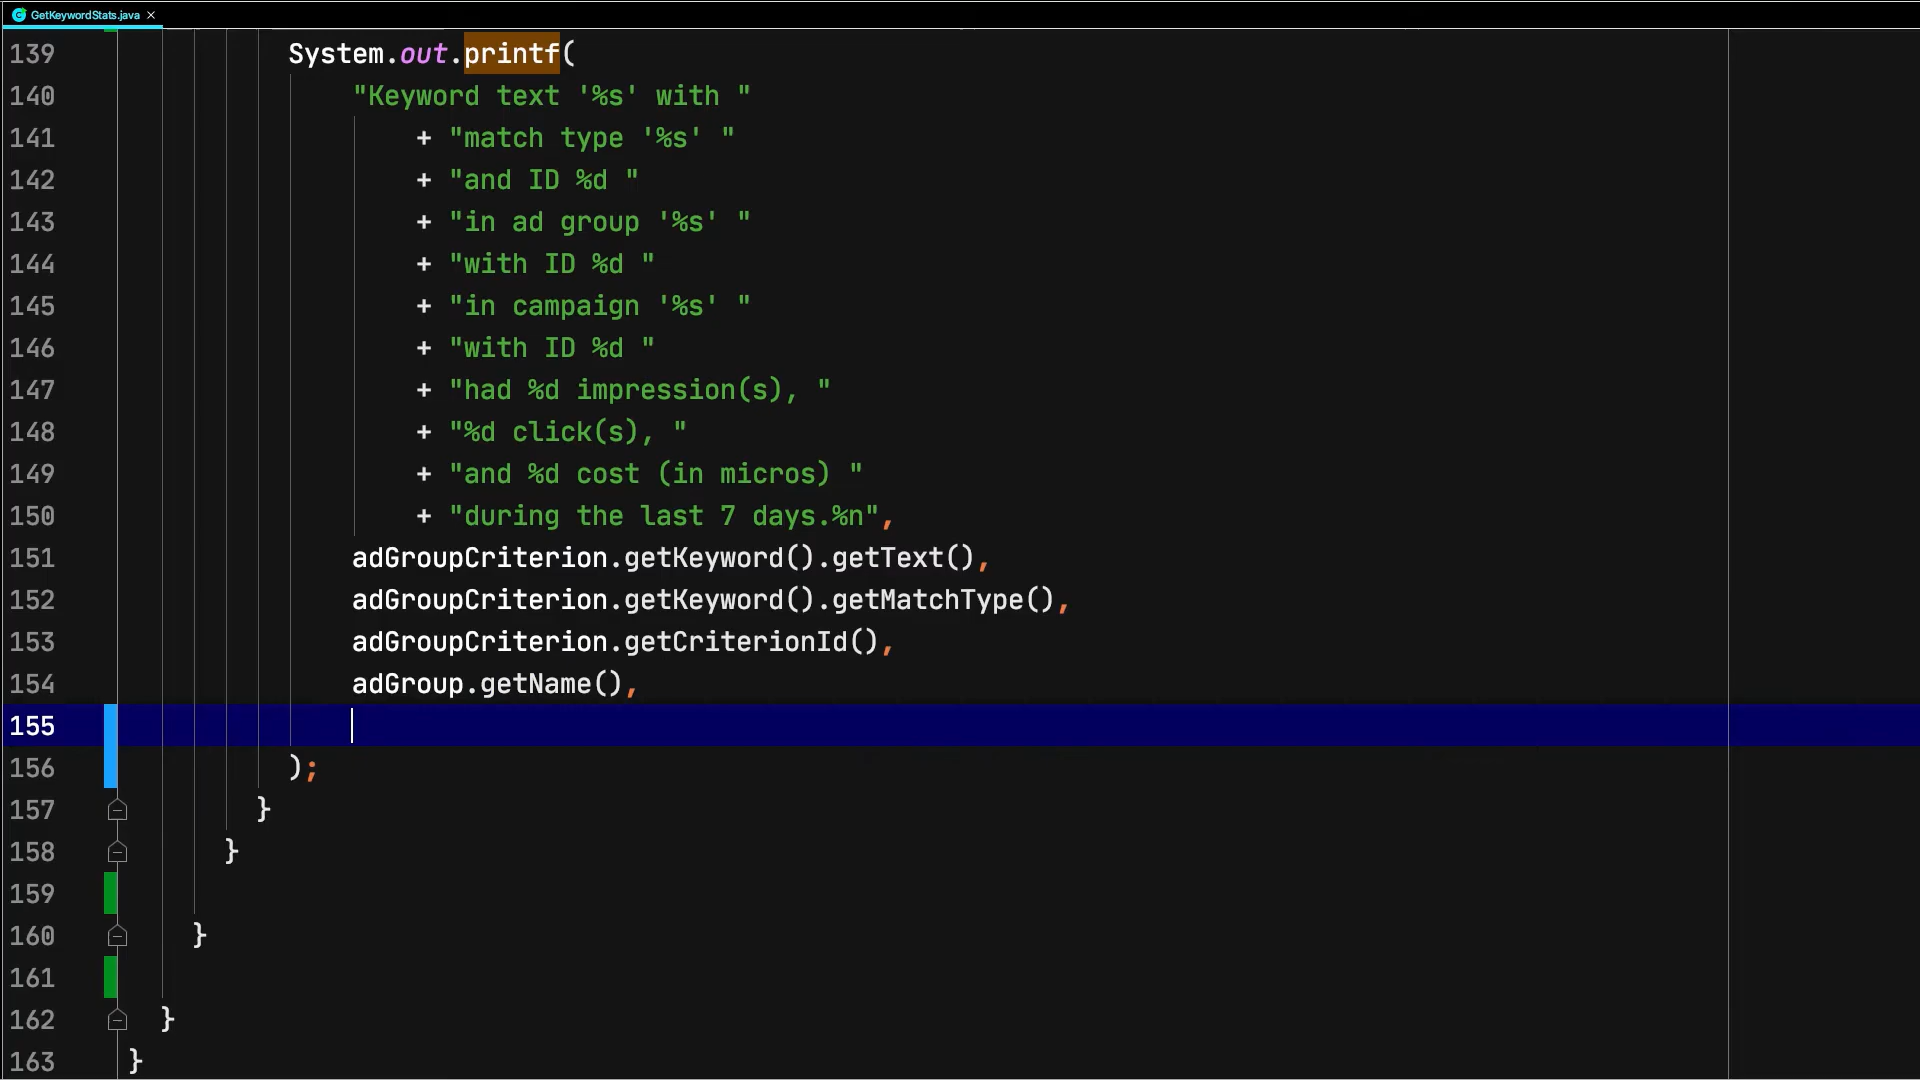 GetKeywordStats.java
139 System.out.printf(
140 "Keyword text '%s' with "
141 + "match type '%s' "
142 + "and ID %d "
143 + "in ad group '%s' "
144 + "with ID %d "
145 + "in campaign '%s' "
146 + "with ID %d "
147 + "had %d impression(s), "
148 + "%d click(s), "
149 + "and %d cost (in micros) "
150 + "during the last 7 days.%n",
151 adGroupCriterion.getKeyword().getText(),
152 adGroupCriterion.getKeyword().getMatchType(),
153 adGroupCriterion.getCriterionId(),
154 adGroup.getName(),
155
156 );
157 }
158 }
159
160 }
161
162 }
163 }